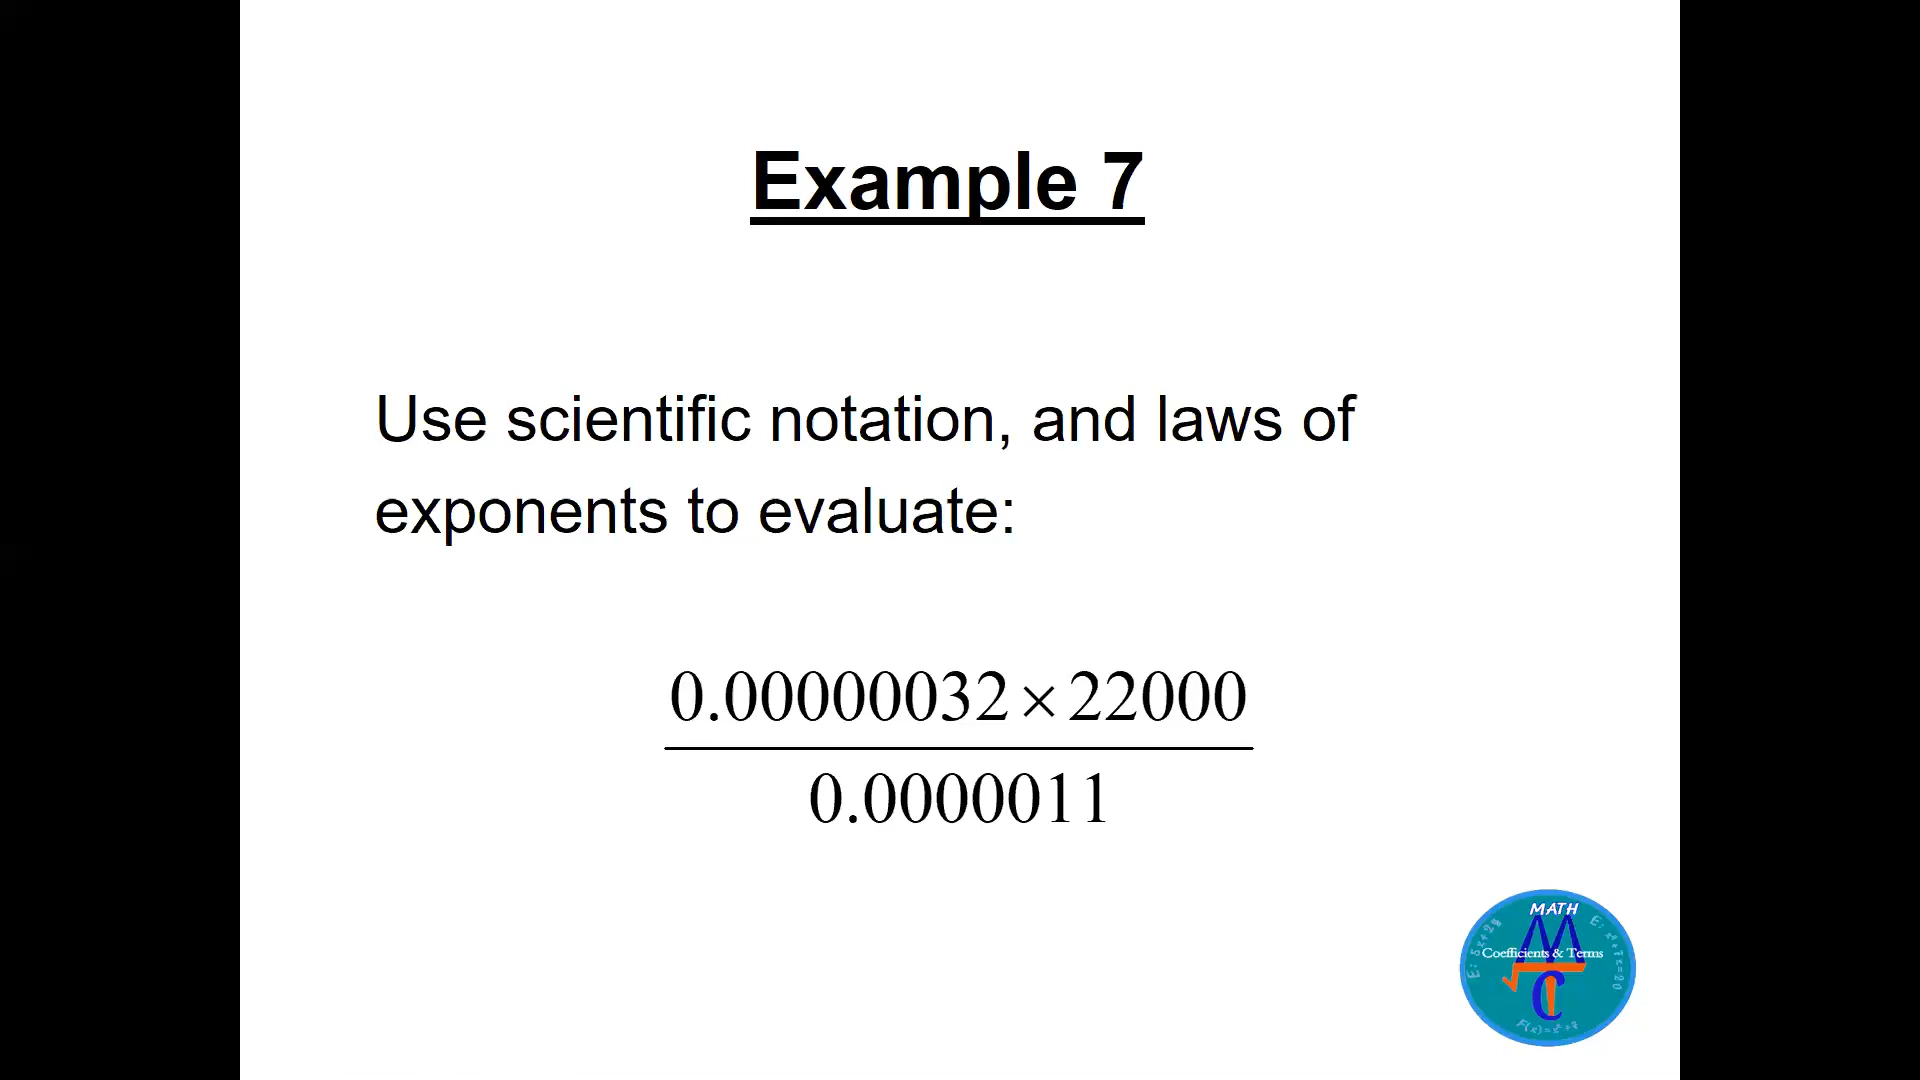 Example 7
Use scientific notation, and laws of
exponents to evaluate:
0.00000032×22000
0.0000011
MATH
Coefficients & Terms